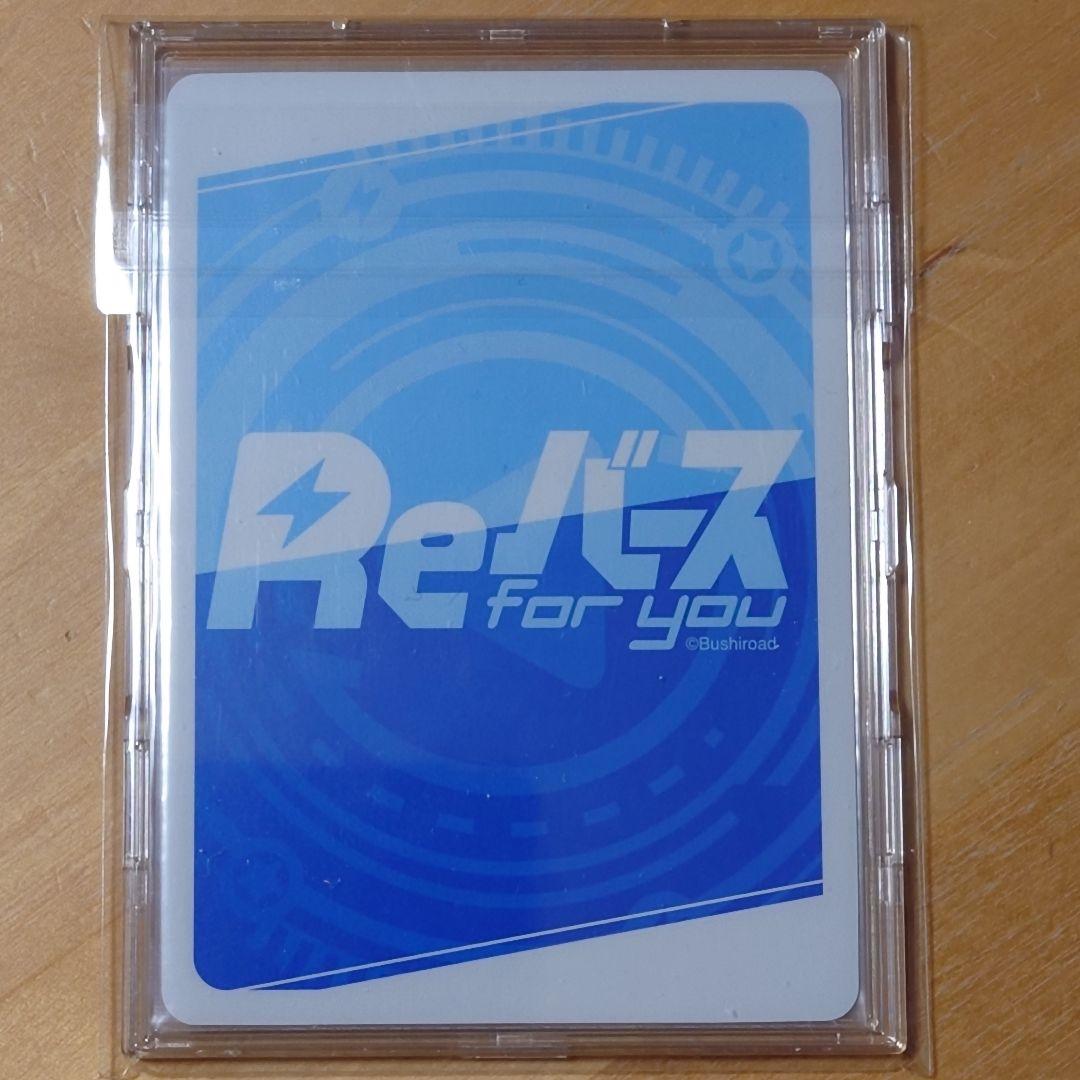 Reバース
for you
©Bushiroad